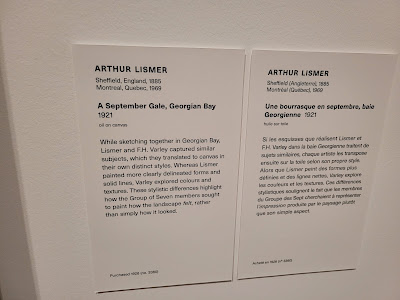 ARTHUR LISMER
Sheffield, England, 1885
Montreal, Quebec, 1969
A September Gale, Georgian Bay
1921
oil on canvas
While sketching together in Georgian Bay,
Lismer and F.H. Varley captured similar
subjects, which they translated to canvas in
their own distinct styles. Whereas Lismer
painted more clearly delineated forms and
solid lines, Varley explored colours and
textures. These stylistic differences highlight
how the Group of Seven members sought
to paint how the landscape felt, rather
than simply how it looked.
Purchased 1926
ARTHUR LISMER
Sheffield (Angleterre), 1885
Montréal (Québec), 1969
Une bourrasque en septembre, baie
Georgienne 1921
huile sur toile
Si les esquisses que réalisent Lismer et
F.H. Varley dans la baie Georgienne traitent de
sujets similaires, chaque artiste les transpose
ensuite sur la toile selon son propre style.
Alors que Lismer peint des formes plus
définies et des lignes nettes, Varley explore
les couleurs et les textures. Ces différences
stylistiques soulignent le fait que les membres
du Groupe des Sept cherchaient à représenter
l'impression produite par le paysage plutôt
que son simple aspect.
Acheté en 1926